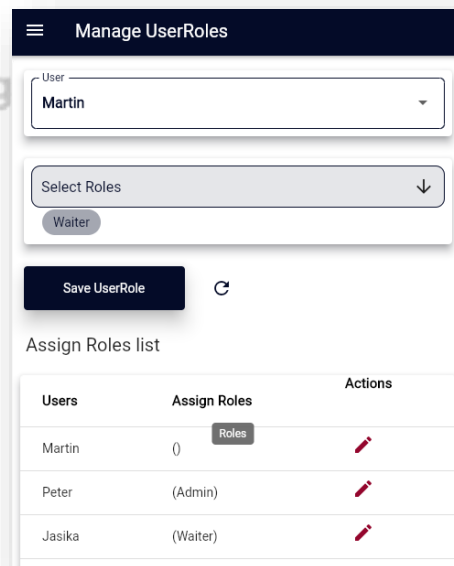 Manage UserRoles
User
Martin
Select Roles
Waiter
Save UserRole
Assign Roles list
Users Assign Roles Actions
Roles
Martin ()
Peter (Admin)
Jasika (Waiter)